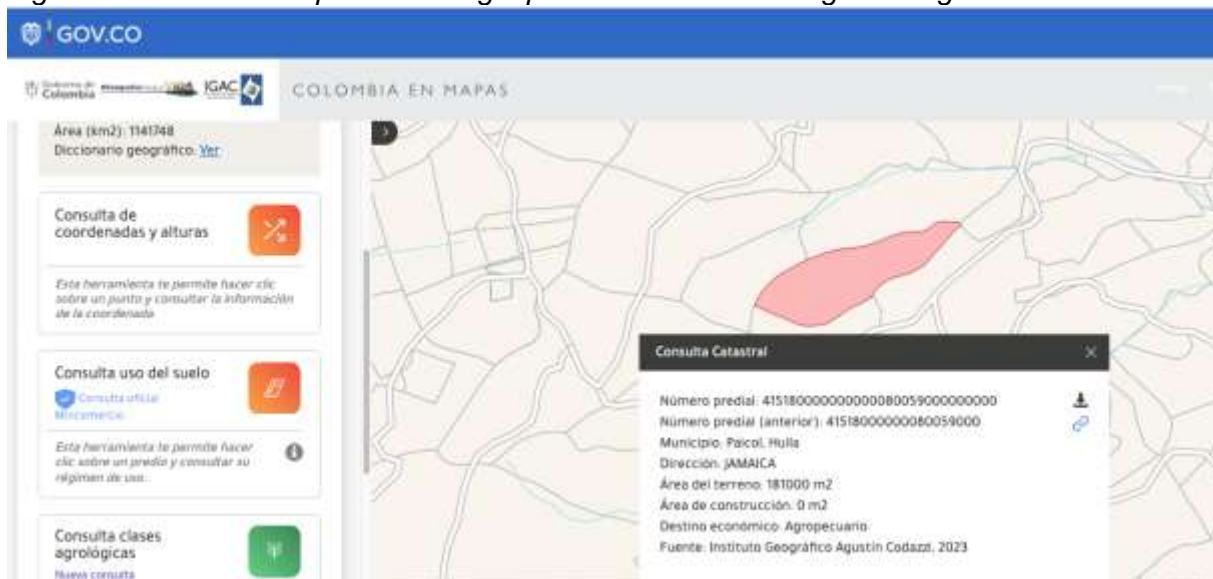 GOV.CO
Colombia
IGAC
COLOMBIA EN MAPAS
Área (km2): 1141748
Diccionario geográfico: Ver
Consulta de
coordenadas y alturas
Esta herramienta te permite hacer clic
sobre un punto y consultar la información
de la coordenada
Consulta uso del suelo
Consulta oficial
Mincomercio
Esta herramienta te permite hacer
clic sobre un predio y consultar su
régimen de uso.
Consulta clases
agrológicas
Nueva consulta
Consulta Catastral
Número predial:
Número predial (anterior):
Municipio: Paicol, Huila
Dirección: JAMAICA
Área del terreno: 181000 m2
Área de construcción: 0 m2
Destino económico: Agropecuario
Fuente: Instituto Geográfico Agustín Codazzi, 2023